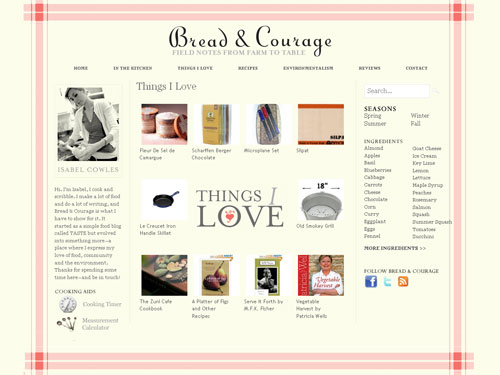 Bread & Courage
FIELD NOTES FROM FARM TO TABLE
HOME
IN THE KITCHEN
THINGS I LOVE
RECIPES
ENVIRONMENTALISM
REVIEWS
CONTACT
ISABEL COWLES
Hi. I'm Isabel, I cook and
scribble. I make a lot of food
and do a lot of writing, and
Bread & Courage is what I
have to show for it. It
started as a simple food blog
called TASTE but evolved
into something more—a
place where I express my
love of food, community
and the environment.
Thanks for spending some
time here—and be in touch!
COOKING AIDS
Cooking Timer
Measurement
Calculator
Things I Love
Fleur De Sel de
Camargue
Scharffen Berger
Chocolate
Microplane Set
Silpat
Le Creuset Iron
Handle Skillet
THINGS I
LOVE
18"
Old Smokey Grill
The Zuni Cafe
Cookbook
A Platter of Figs
and Other
Recipes
Serve It Forth by
M.F.K. Fisher
Vegetable
Harvest by
Patricia Wells
Search...
SEASONS
Spring
Winter
Summer
Fall
INGREDIENTS
Almond
Apples
Basil
Blueberries
Cabbage
Carrots
Cheese
Chocolate
Corn
Curry
Eggplant
Eggs
Fennel
Goat Cheese
Ice Cream
Key Lime
Lemon
Lettuce
Maple Syrup
Peaches
Rosemary
Salmon
Squash
Summer Squash
Tomatoes
Zucchini
MORE INGREDIENTS >>
FOLLOW BREAD & COURAGE